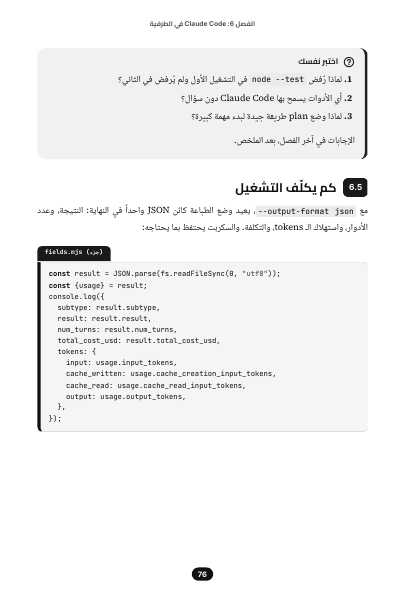 الفصل 6: Claude Code في الطرفية
اختبر نفسك
1. لماذا رُفض node --test في التشغيل الأول ولم يُرفض في الثاني؟
2. أي الأدوات يسمح بها Claude Code دون سؤال؟
3. لماذا وضع plan طريقة جيدة لبدء مهمة كبيرة؟
الإجابات في آخر الفصل، بعد الملخص.
6.5 كم يكلّف التشغيل
مع --output-format json، يعيد وضع الطباعة كائن JSON واحداً في النهاية: النتيجة، وعدد
الأدوار، واستهلاك الـ tokens، والتكلفة. والسكربت يحتفظ بما يحتاجه:
fields.mjs (جزء)
const result = JSON.parse(fs.readFileSync(0, "utf8"));
const {usage} = result;
console.log({
  subtype: result.subtype,
  result: result.result,
  num_turns: result.num_turns,
  total_cost_usd: result.total_cost_usd,
  tokens: {
    input: usage.input_tokens,
    cache_written: usage.cache_creation_input_tokens,
    cache_read: usage.cache_read_input_tokens,
    output: usage.output_tokens,
  },
});
76